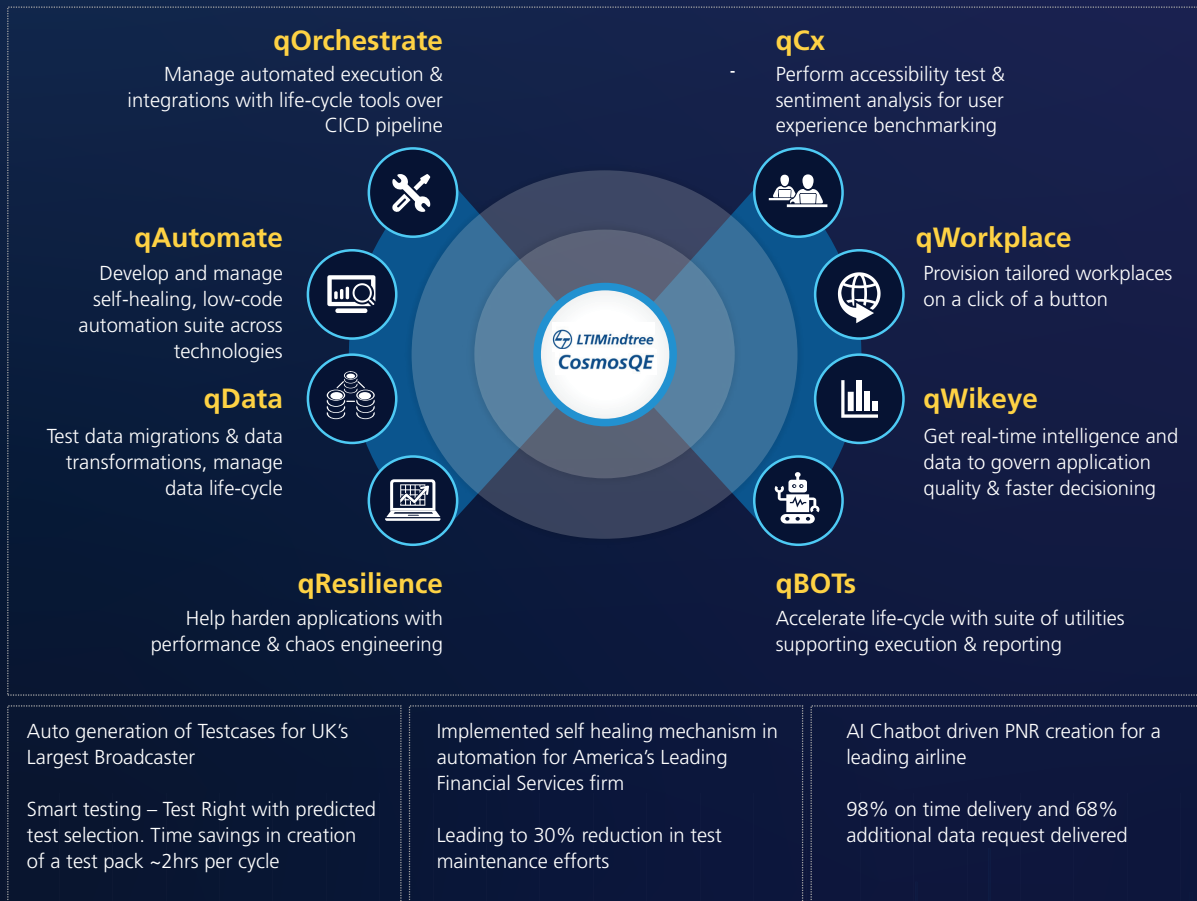 qOrchestrate
Manage automated execution &
integrations with life-cycle tools over
CICD pipeline
qCx
-
Perform accessibility test &
sentiment analysis for user
experience benchmarking
qAutomate
Develop and manage
self-healing, low-code
automation suite across
technologies
qWorkplace
Provision tailored workplaces
on a click of a button
LTIMindtree
CosmosQE
qData
Test data migrations & data
transformations, manage
data life-cycle
qWikeye
Get real-time intelligence and
data to govern application
quality & faster decisioning
qResilience
Help harden applications with
performance & chaos engineering
qBOTs
Accelerate life-cycle with suite of utilities
supporting execution & reporting
Auto generation of Testcases for UK’s
Largest Broadcaster
Smart testing – Test Right with predicted
test selection. Time savings in creation
of a test pack ~2hrs per cycle
Implemented self healing mechanism in
automation for America’s Leading
Financial Services firm
Leading to 30% reduction in test
maintenance efforts
AI Chatbot driven PNR creation for a
leading airline
98% on time delivery and 68%
additional data request delivered